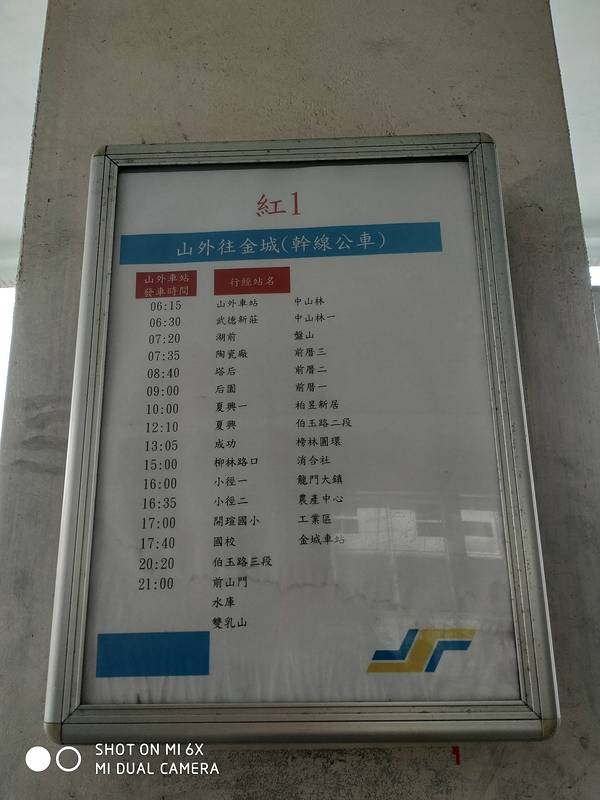 紅1
山外往金城(幹線公車)
山外車站 行經站名
發車時間
06:15 山外車站 中山林
06:30 武德新莊 中山林一
07:20 湖前 盤山
07:35 陶瓷廠 前厝三
08:40 塔后 前厝二
09:00 后園 前厝一
10:00 夏興一 柏昱新居
12:10 夏興 伯玉路二段
13:05 成功 榜林圓環
15:00 柳林路口 消合社
16:00 小徑一 龍門大鎮
16:35 小徑二 農產中心
17:00 開瑄國小 工業區
17:40 國校 金城車站
20:20 伯玉路三段
21:00 前山門
水庫
雙乳山
SHOT ON MI 6X
MI DUAL CAMERA